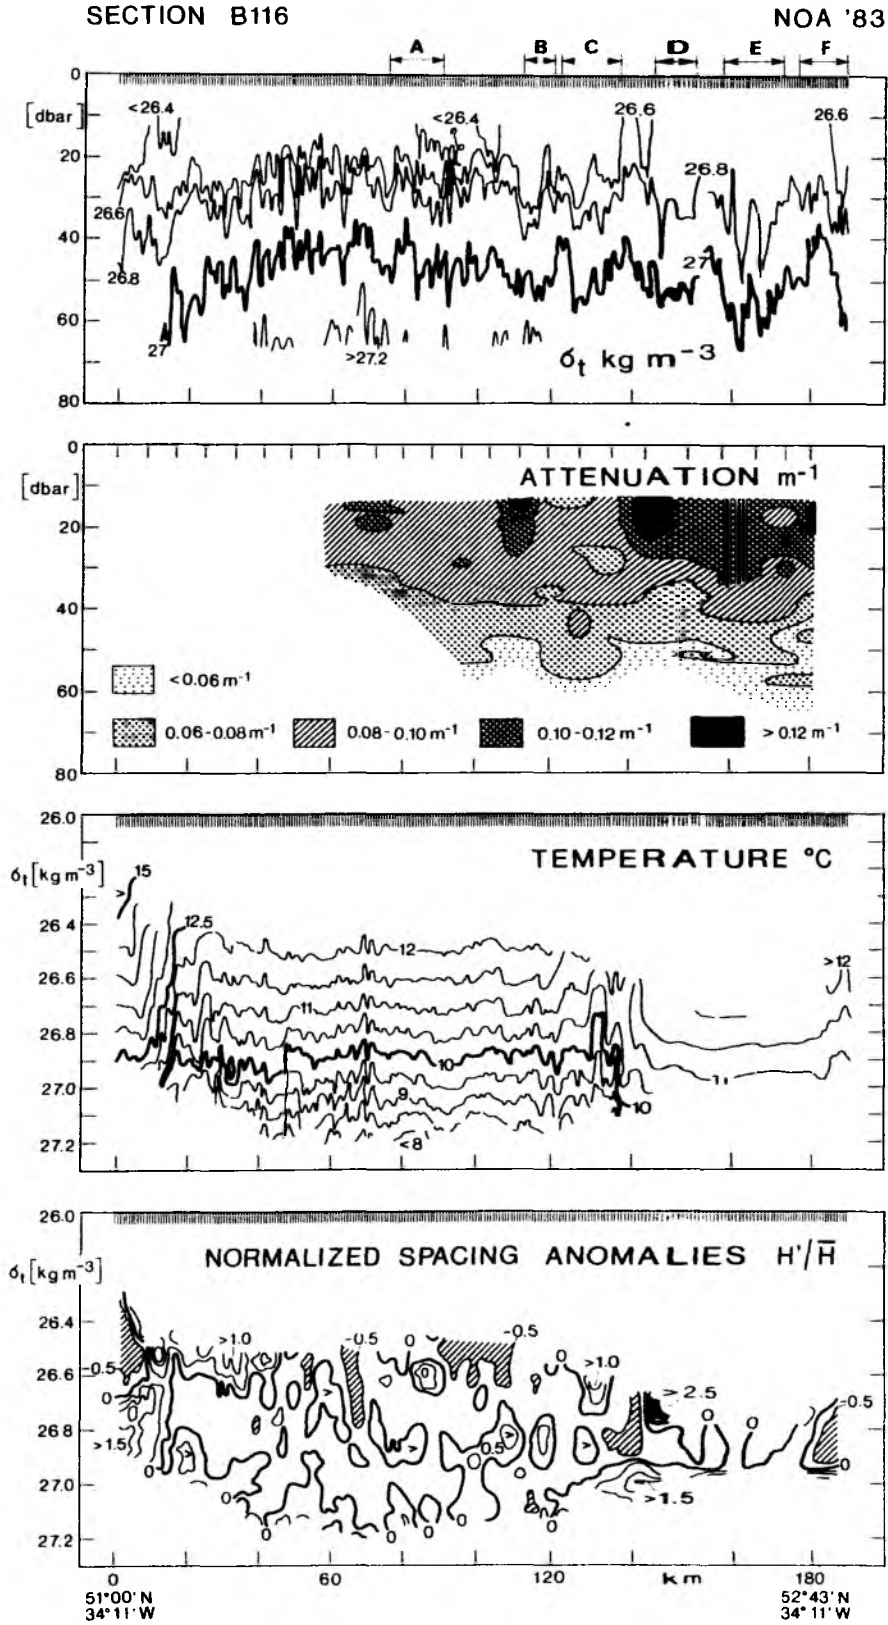 SECTION B116 NOA '83
A B C D E F
0
[dbar]
<26.4 <26.4 26.6 26.6
20
26.8
26.6
40
26.8 27
60
27 >27.2 σt kg m⁻³
80
0
ATTENUATION m⁻¹
[dbar]
20
40
<0.06 m⁻¹
60
0.06-0.08 m⁻¹ 0.08-0.10 m⁻¹ 0.10-0.12 m⁻¹ >0.12 m⁻¹
80
26.0
TEMPERATURE °C
σt [kg m⁻³]
> 15
26.4
12.5 12
26.6 >12
11
26.8
10
27.0 11
9 10
27.2 <8
26.0
NORMALIZED SPACING ANOMALIES H'/H̅
σt [kg m⁻³]
26.4
>1.0 -0.5 0 -0.5
-0.5 26.6 0 0 >1.0
>2.5 -0.5
0 0 0
26.8
>1.5 0.5
0 0 0 0
27.0
0 >1.5
0 0 0 0 0
27.2
0 60 120 km 180
51°00'N 52°43'N
34°11'W 34°11'W